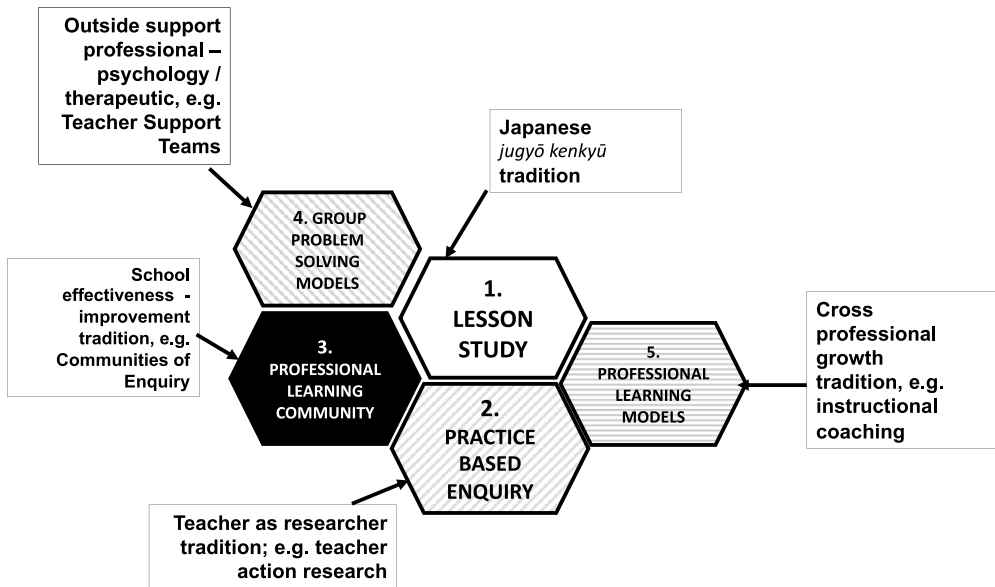 Outside support
professional –
psychology /
therapeutic, e.g.
Teacher Support
Teams
Japanese
jugyō kenkyū
tradition
4. GROUP
PROBLEM
SOLVING
MODELS
1.
LESSON
STUDY
School
effectiveness -
improvement
tradition, e.g.
Communities of
Enquiry
3.
PROFESSIONAL
LEARNING
COMMUNITY
5.
PROFESSIONAL
LEARNING
MODELS
Cross
professional
growth
tradition, e.g.
instructional
coaching
2.
PRACTICE
BASED
ENQUIRY
Teacher as researcher
tradition; e.g. teacher
action research